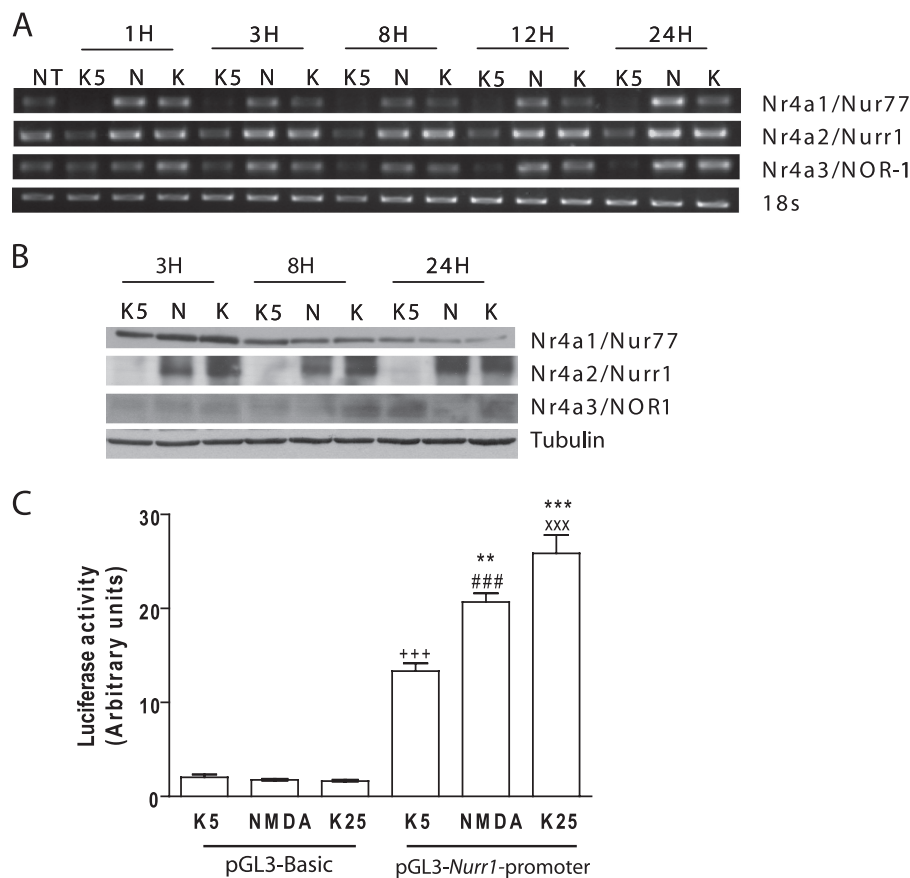 A
1H 3H 8H 12H 24H
NT K5 N K K5 N K K5 N K K5 N K K5 N K
Nr4a1/Nur77
Nr4a2/Nurr1
Nr4a3/NOR-1
18s
B
3H 8H 24H
K5 N K K5 N K K5 N K
Nr4a1/Nur77
Nr4a2/Nurr1
Nr4a3/NOR1
Tubulin
C
Luciferase activity
(Arbitrary units)
30
20
10
0
+++
**
###
***
xxx
K5 NMDA K25 K5 NMDA K25
pGL3-Basic pGL3-Nurr1-promoter